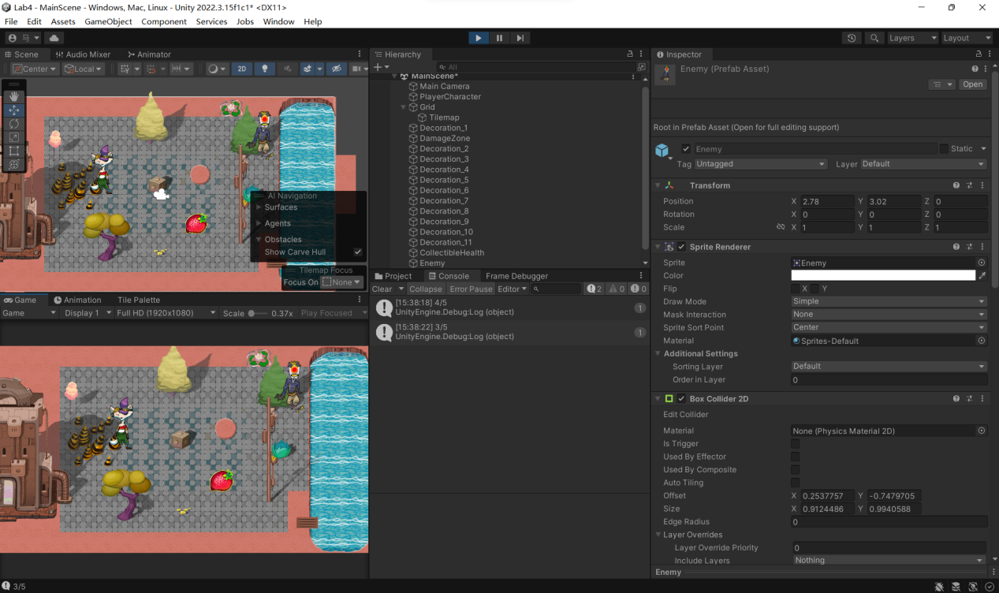 Lab4 - MainScene - Windows, Mac, Linux - Unity 2022.3.15f1c1* <DX11>
File Edit Assets GameObject Component Services Jobs Window Help
马 Layers Layout
Scene Audio Mixer Animator
Center Local 2D
AI Navigation
Surfaces
Agents
Obstacles
Show Carve Hull
Tilemap Focus
Focus On None
Game Animation Tile Palette
Game Display 1 Full HD (1920x1080) Scale 0.37x Play Focused
Hierarchy
All
MainScene*
Main Camera
PlayerCharacter
Grid
Tilemap
Decoration_1
DamageZone
Decoration_2
Decoration_3
Decoration_4
Decoration_5
Decoration_6
Decoration_7
Decoration_8
Decoration_9
Decoration_10
Decoration_11
CollectibleHealth
Enemy
Project Console Frame Debugger
Clear Collapse Error Pause Editor 2 0 0
[15:38:18] 4/5
UnityEngine.Debug:Log (object)
1
[15:38:22] 3/5
UnityEngine.Debug:Log (object)
1
Inspector
Enemy (Prefab Asset)
Open
Root in Prefab Asset (Open for full editing support)
Enemy Static
Tag Untagged Layer Default
Transform
Position X 2.78 Y 3.02 Z 0
Rotation X 0 Y 0 Z 0
Scale X 1 Y 1 Z 1
Sprite Renderer
Sprite Enemy
Color
Flip X Y
Draw Mode Simple
Mask Interaction None
Sprite Sort Point Center
Material Sprites-Default
Additional Settings
Sorting Layer Default
Order in Layer 0
Box Collider 2D
Edit Collider
Material None (Physics Material 2D)
Is Trigger
Used By Effector
Used By Composite
Auto Tiling
Offset X 0.2537757 Y -0.7479705
Size X 0.9124486 Y 0.9940588
Edge Radius 0
Layer Overrides
Layer Override Priority 0
Include Layers Nothing
Enemy
3/5